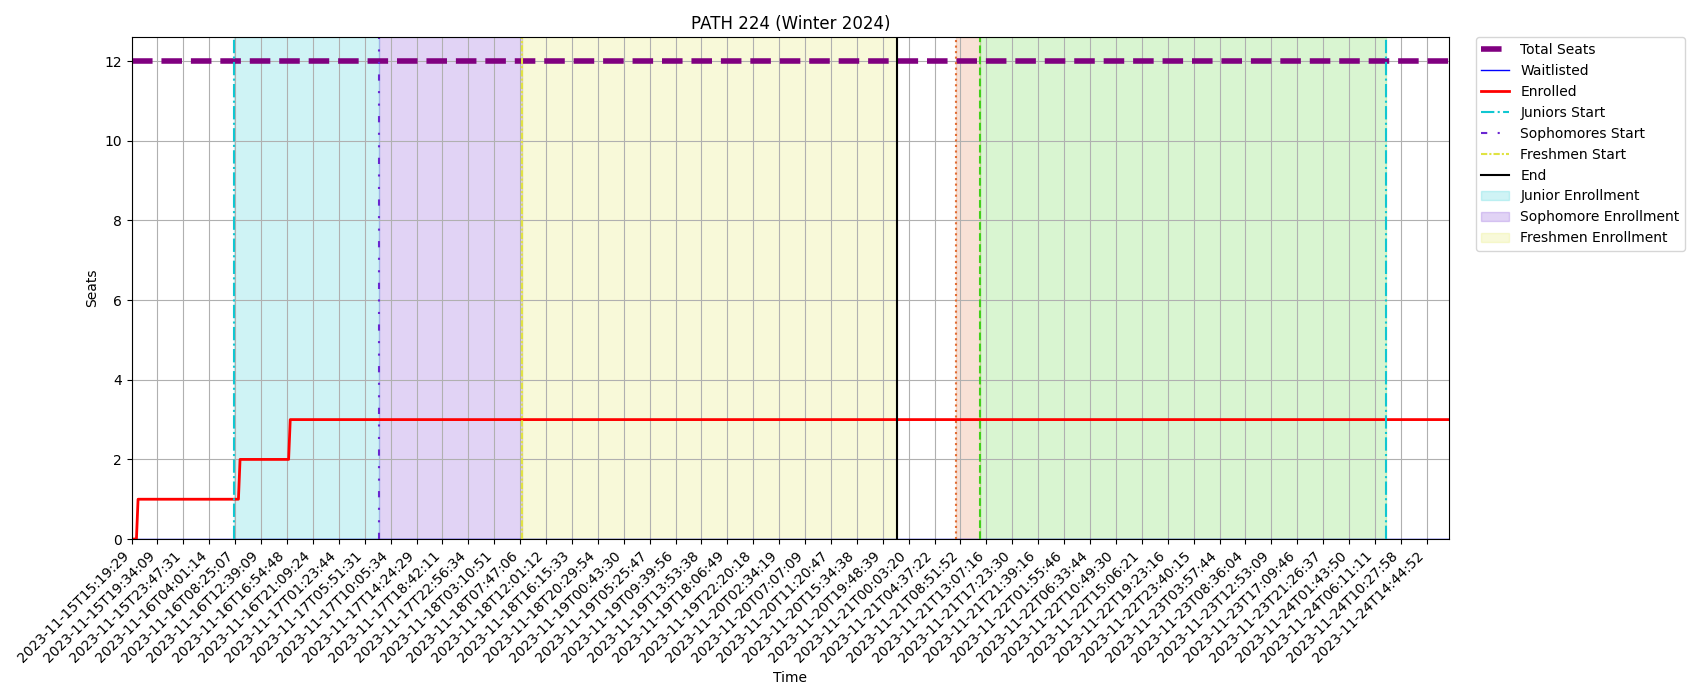 PATH 224 (Winter 2024)
12
10
8
6
4
2
0
Seats
2023-11-15T15:19:29
2023-11-15T19:34:09
2023-11-15T23:47:31
2023-11-16T04:01:14
2023-11-16T08:25:07
2023-11-16T12:39:09
2023-11-16T16:54:48
2023-11-16T21:09:24
2023-11-17T01:23:44
2023-11-17T05:51:31
2023-11-17T10:05:34
2023-11-17T14:24:29
2023-11-17T18:42:11
2023-11-17T22:56:34
2023-11-18T03:10:51
2023-11-18T07:47:06
2023-11-18T12:01:12
2023-11-18T16:15:33
2023-11-18T20:29:54
2023-11-19T00:43:30
2023-11-19T05:25:47
2023-11-19T09:39:56
2023-11-19T13:53:38
2023-11-19T18:06:49
2023-11-19T22:20:18
2023-11-20T02:34:19
2023-11-20T07:07:09
2023-11-20T11:20:47
2023-11-20T15:34:38
2023-11-20T19:48:39
2023-11-21T00:03:20
2023-11-21T04:37:22
2023-11-21T08:51:52
2023-11-21T13:07:16
2023-11-21T17:23:30
2023-11-21T21:39:16
2023-11-22T01:55:46
2023-11-22T06:33:44
2023-11-22T10:49:30
2023-11-22T15:06:21
2023-11-22T19:23:16
2023-11-22T23:40:15
2023-11-23T03:57:44
2023-11-23T08:36:04
2023-11-23T12:53:09
2023-11-23T17:09:46
2023-11-23T21:26:37
2023-11-24T01:43:50
2023-11-24T06:11:11
2023-11-24T10:27:58
2023-11-24T14:44:52
Time
Total Seats
Waitlisted
Enrolled
Juniors Start
Sophomores Start
Freshmen Start
End
Junior Enrollment
Sophomore Enrollment
Freshmen Enrollment